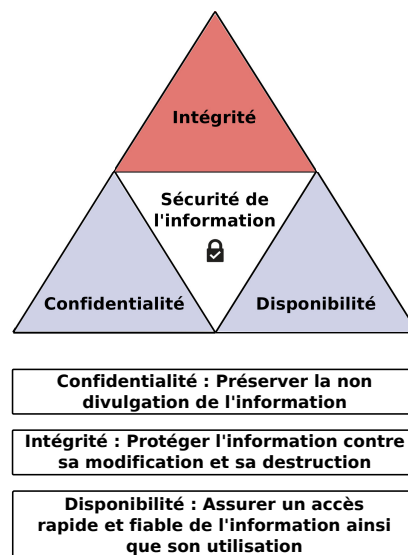 Intégrité
Sécurité de
l'information
Confidentialité
Disponibilité
Confidentialité : Préserver la non
divulgation de l'information
Intégrité : Protéger l'information contre
sa modification et sa destruction
Disponibilité : Assurer un accès
rapide et fiable de l'information ainsi
que son utilisation